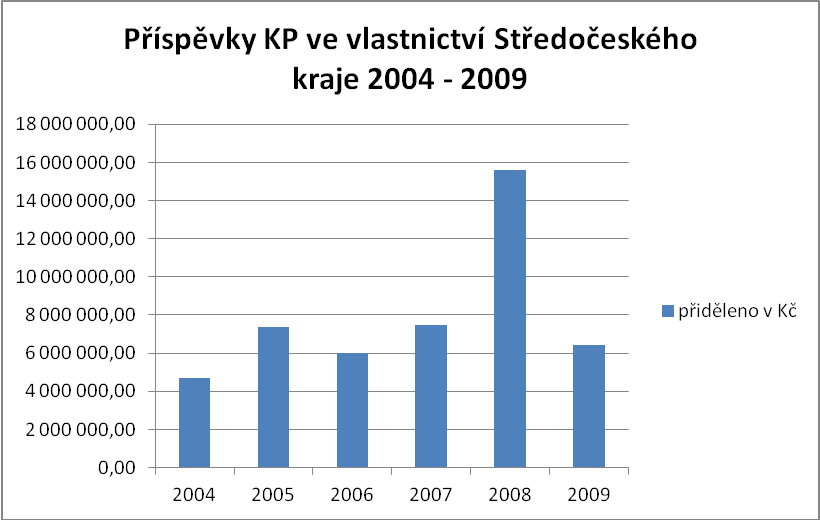 Příspěvky KP ve vlastnictví Středočeského
kraje 2004 - 2009
18 000 000,00
16 000 000,00
14 000 000,00
12 000 000,00
10 000 000,00
8 000 000,00
6 000 000,00
4 000 000,00
2 000 000,00
0,00
2004 2005 2006 2007 2008 2009
přiděleno v Kč